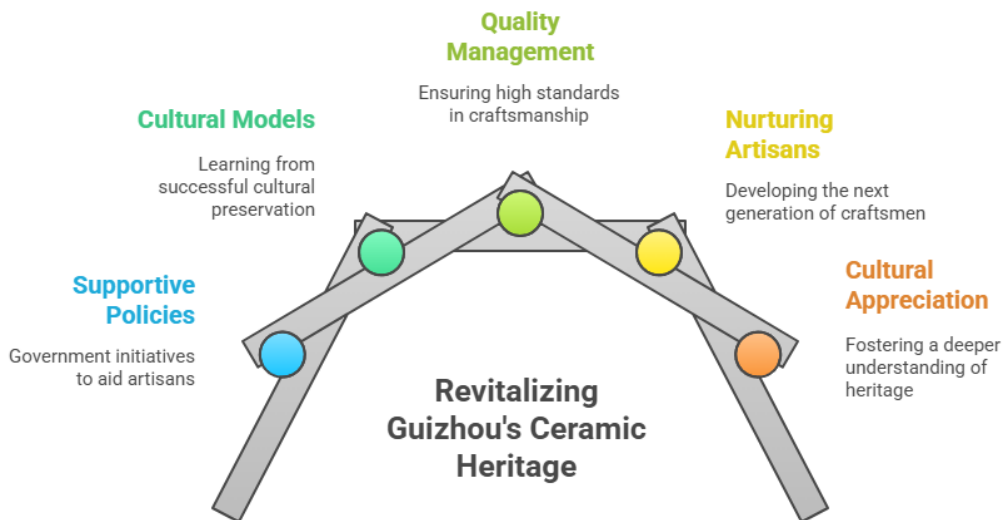 Quality
Management
Ensuring high standards
in craftsmanship
Cultural Models
Learning from
successful cultural
preservation
Nurturing
Artisans
Developing the next
generation of craftsmen
Supportive
Policies
Government initiatives
to aid artisans
Cultural
Appreciation
Fostering a deeper
understanding of
heritage
Revitalizing
Guizhou's Ceramic
Heritage